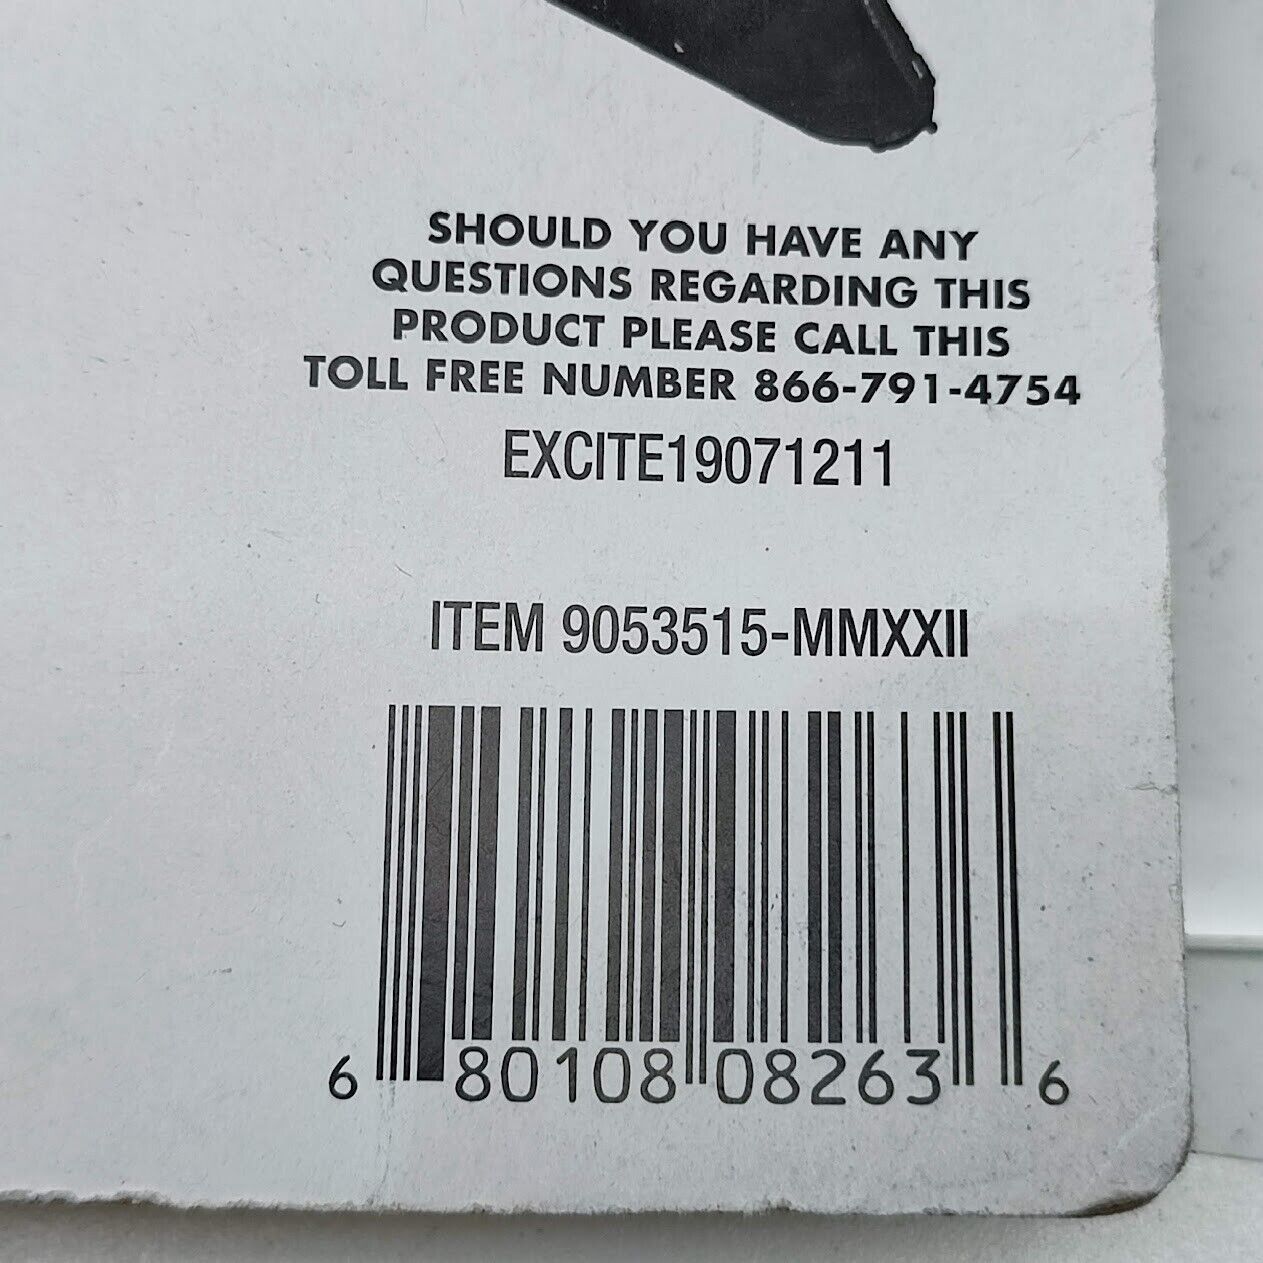 SHOULD YOU HAVE ANY
QUESTIONS REGARDING THIS
PRODUCT PLEASE CALL THIS
TOLL FREE NUMBER 866-791-4754
EXCITE19071211
ITEM 9053515-MMXXII
6 80108 08263 6